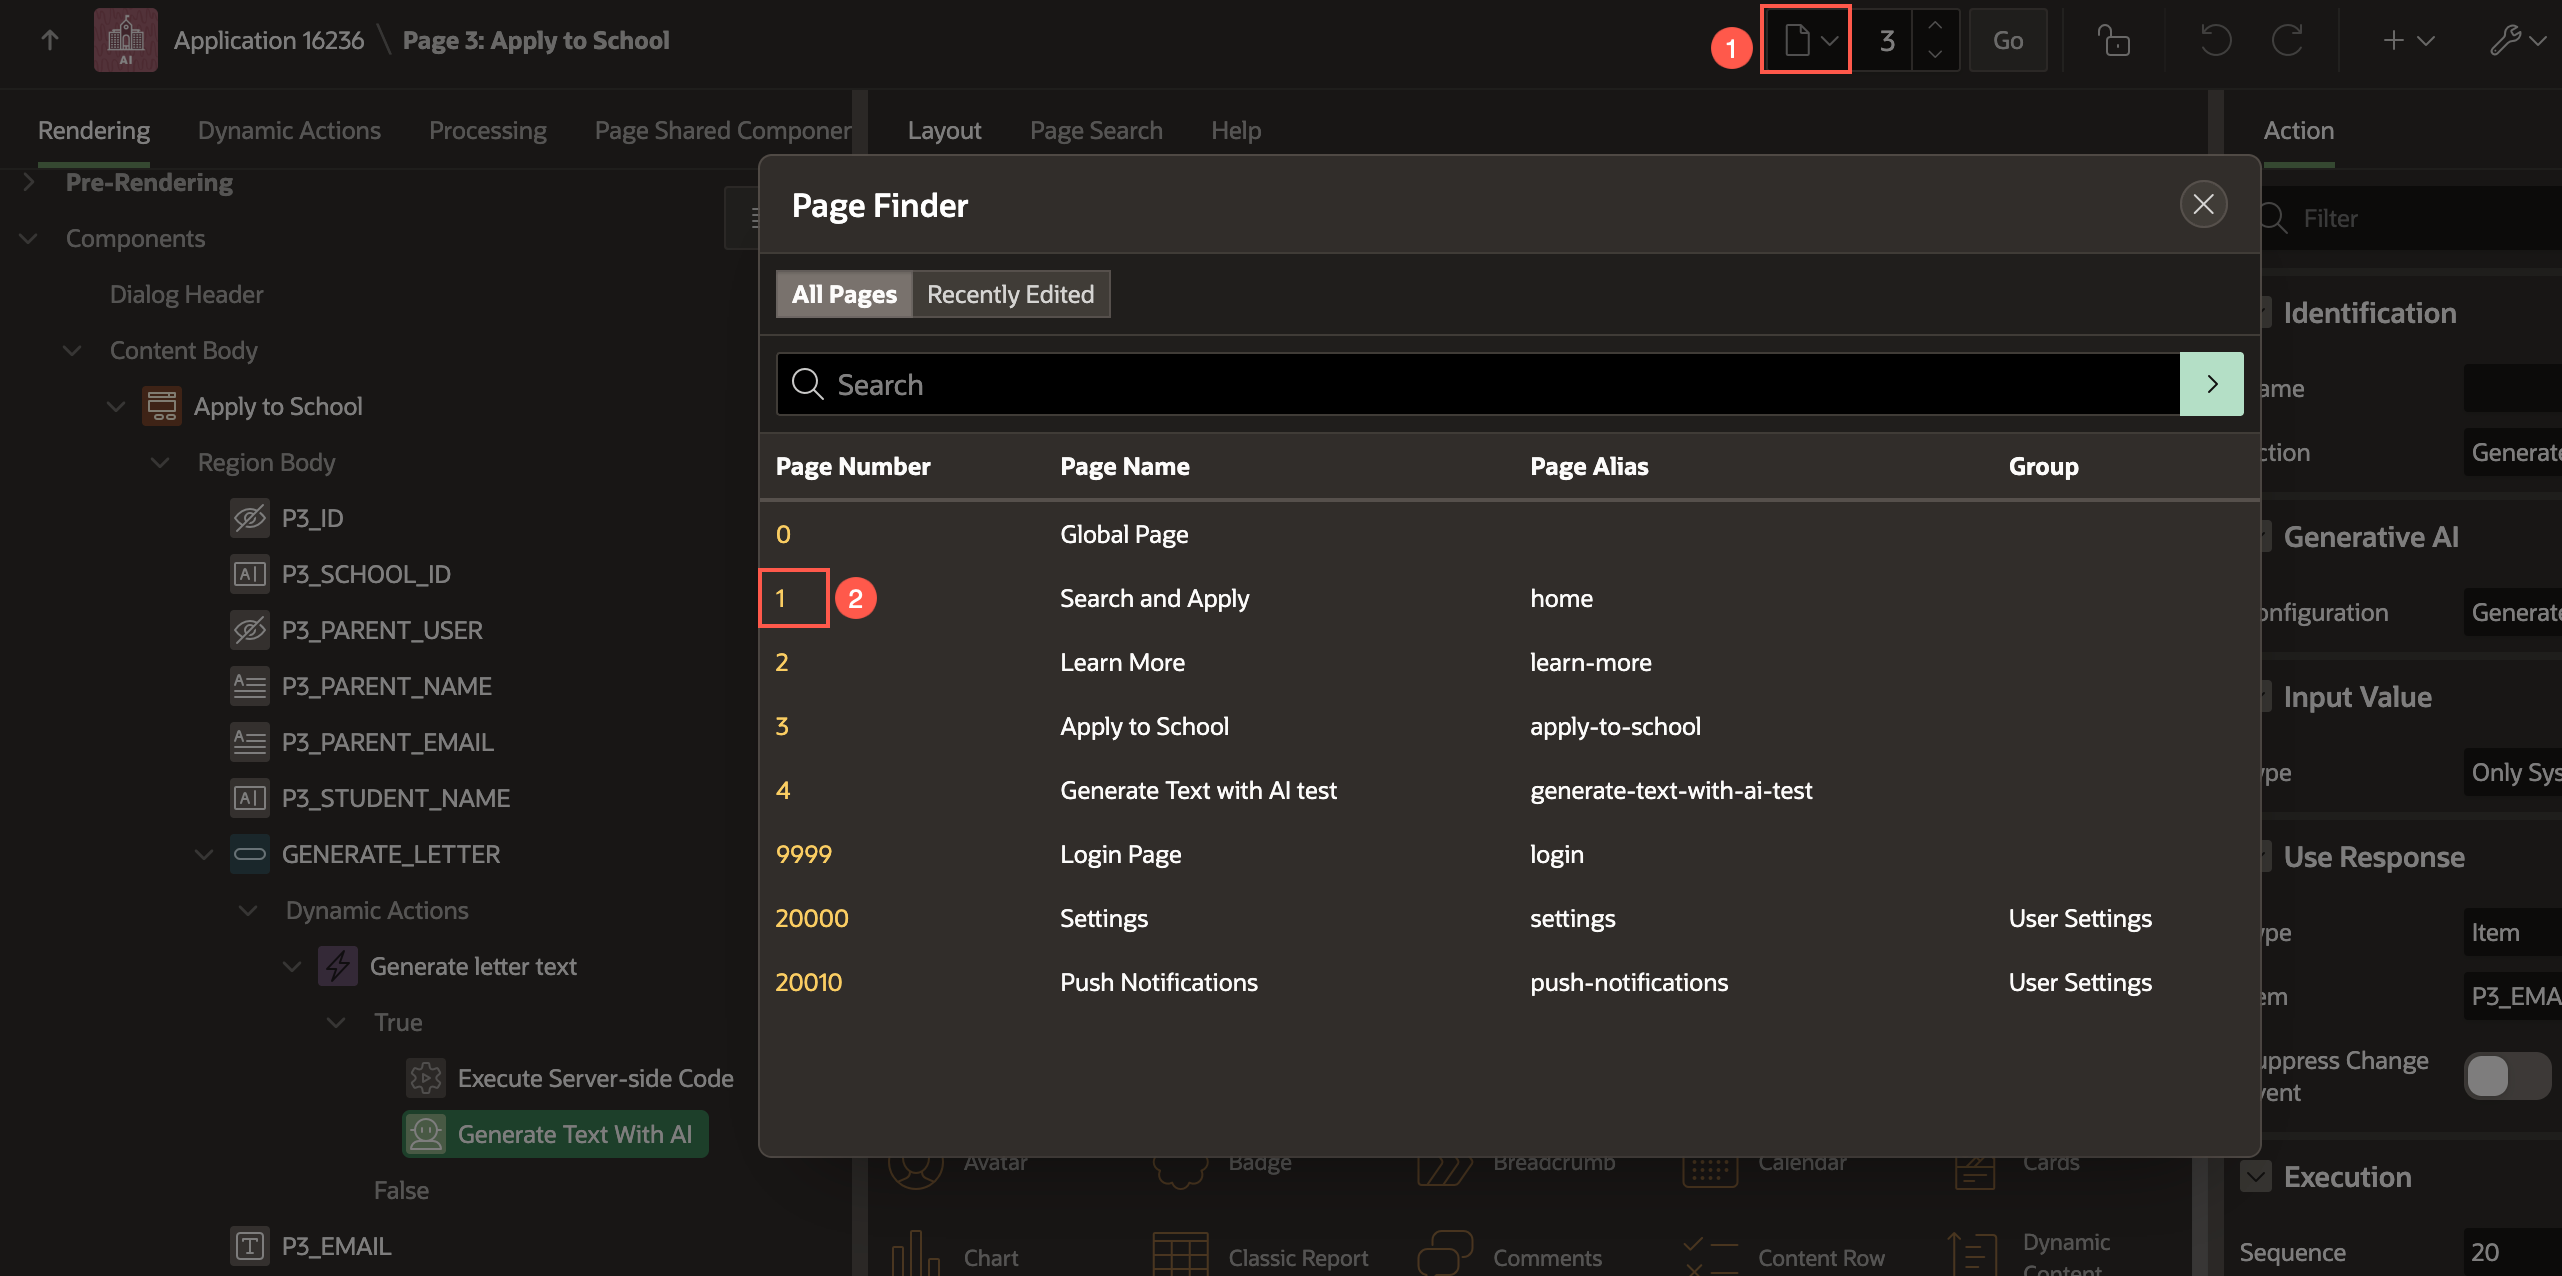 Application 16236 \ Page 3: Apply to School
AI
1
3
Go
Rendering
Dynamic Actions
Processing
Page Shared Componer
Layout
Page Search
Help
Action
Pre-Rendering
Components
Dialog Header
Content Body
Apply to School
Region Body
P3_ID
P3_SCHOOL_ID
P3_PARENT_USER
P3_PARENT_NAME
P3_PARENT_EMAIL
P3_STUDENT_NAME
GENERATE_LETTER
Dynamic Actions
Generate letter text
True
Execute Server-side Code
Generate Text With AI
False
P3_EMAIL
Page Finder
All Pages
Recently Edited
Search
Page Number Page Name Page Alias Group
0 Global Page
1 2 Search and Apply home
2 Learn More learn-more
3 Apply to School apply-to-school
4 Generate Text with AI test generate-text-with-ai-test
9999 Login Page login
20000 Settings settings User Settings
20010 Push Notifications push-notifications User Settings
Avatar
Badge
Breadcrumb
Calendar
Cards
Chart
Classic Report
Comments
Content Row
Dynamic
Content
Filter
Identification
ame
ction Generate
Generative AI
onfiguration Generate
Input Value
ype Only Sys
Use Response
ype Item
em P3_EMA
uppress Change
vent
Execution
Sequence 20